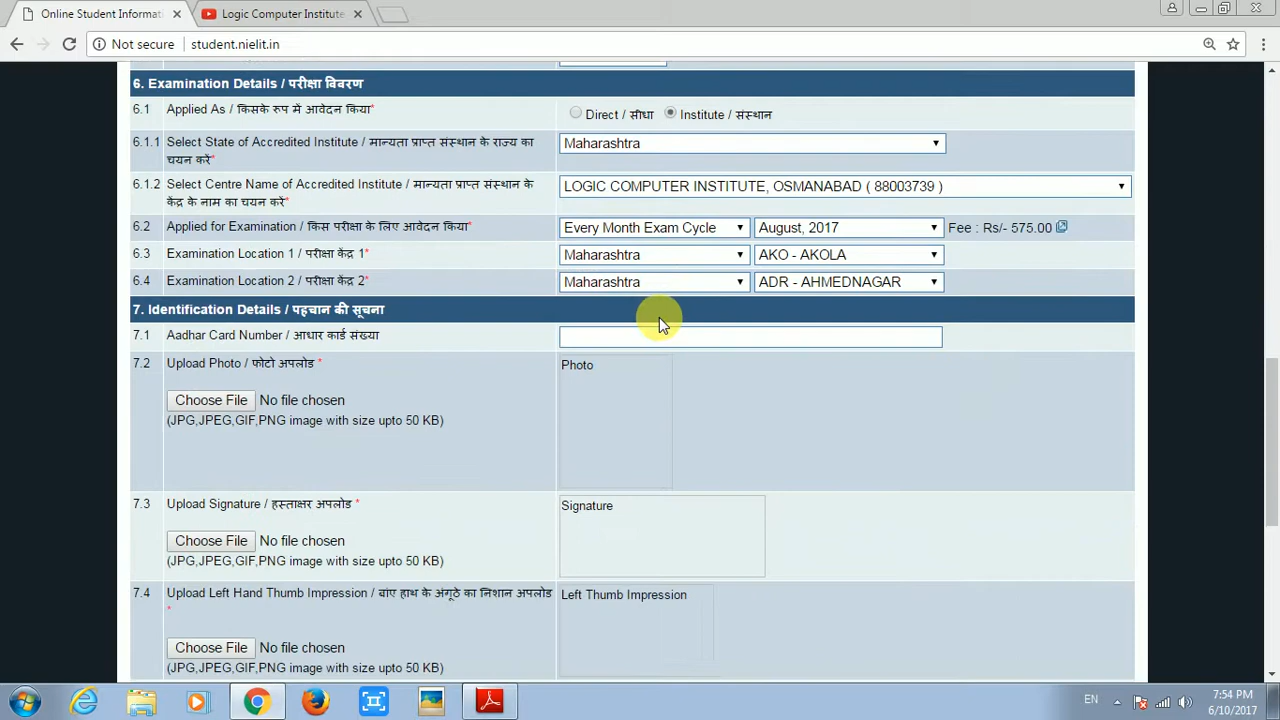 Online Student Informati
Logic Computer Institute
Not secure
student.nielit.in
6. Examination Details / परीक्षा विवरण
6.1 Applied As / किसके रुप में आवेदन किया* Direct / सीधा Institute / संस्थान
6.1.1 Select State of Accredited Institute / मान्यता प्राप्त संस्थान के राज्य का Maharashtra
चयन करें*
6.1.2 Select Centre Name of Accredited Institute / मान्यता प्राप्त संस्थान के LOGIC COMPUTER INSTITUTE, OSMANABAD ( 88003739 )
केंद्र के नाम का चयन करें*
6.2 Applied for Examination / किस परीक्षा के लिए आवेदन किया* Every Month Exam Cycle August, 2017 Fee : Rs/- 575.00
6.3 Examination Location 1 / परीक्षा केंद्र 1* Maharashtra AKO - AKOLA
6.4 Examination Location 2 / परीक्षा केंद्र 2* Maharashtra ADR - AHMEDNAGAR
7. Identification Details / पहचान की सूचना
7.1 Aadhar Card Number / आधार कार्ड संख्या
7.2 Upload Photo / फोटो अपलोड * Photo
Choose File No file chosen
(JPG,JPEG,GIF,PNG image with size upto 50 KB)
7.3 Upload Signature / हस्ताक्षर अपलोड * Signature
Choose File No file chosen
(JPG,JPEG,GIF,PNG image with size upto 50 KB)
7.4 Upload Left Hand Thumb Impression / बांए हाथ के अंगूठे का निशान अपलोड Left Thumb Impression
*
Choose File No file chosen
(JPG,JPEG,GIF,PNG image with size upto 50 KB)
EN
7:54 PM
6/10/2017